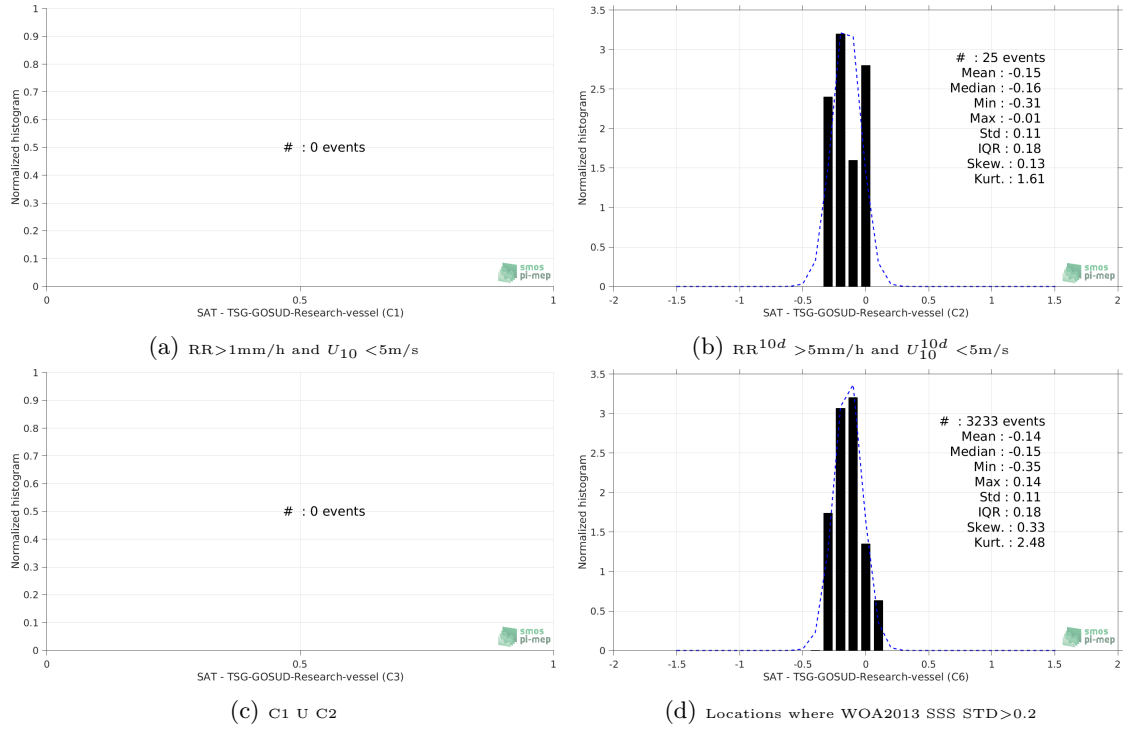 1
0.9
0.8
0.7
0.6
0.5
0.4
0.3
0.2
0.1
0
Normalized histogram
# : 0 events
smos
pi-mep
0
0.5
1
SAT - TSG-GOSUD-Research-vessel (C1)
(a) RR>1mm/h and U10 <5m/s
3.5
3
2.5
2
1.5
1
0.5
0
Normalized histogram
# : 25 events
Mean : -0.15
Median : -0.16
Min : -0.31
Max : -0.01
Std : 0.11
IQR : 0.18
Skew. : 0.13
Kurt. : 1.61
smos
pi-mep
-2
-1.5
-1
-0.5
0
0.5
1
1.5
2
SAT - TSG-GOSUD-Research-vessel (C2)
(b) RR10d >5mm/h and U10d10 <5m/s
1
0.9
0.8
0.7
0.6
0.5
0.4
0.3
0.2
0.1
0
Normalized histogram
# : 0 events
smos
pi-mep
0
0.5
1
SAT - TSG-GOSUD-Research-vessel (C3)
(c) C1 U C2
3.5
3
2.5
2
1.5
1
0.5
0
Normalized histogram
# : 3233 events
Mean : -0.14
Median : -0.15
Min : -0.35
Max : 0.14
Std : 0.11
IQR : 0.18
Skew. : 0.33
Kurt. : 2.48
smos
pi-mep
-2
-1.5
-1
-0.5
0
0.5
1
1.5
2
SAT - TSG-GOSUD-Research-vessel (C6)
(d) Locations where WOA2013 SSS STD>0.2